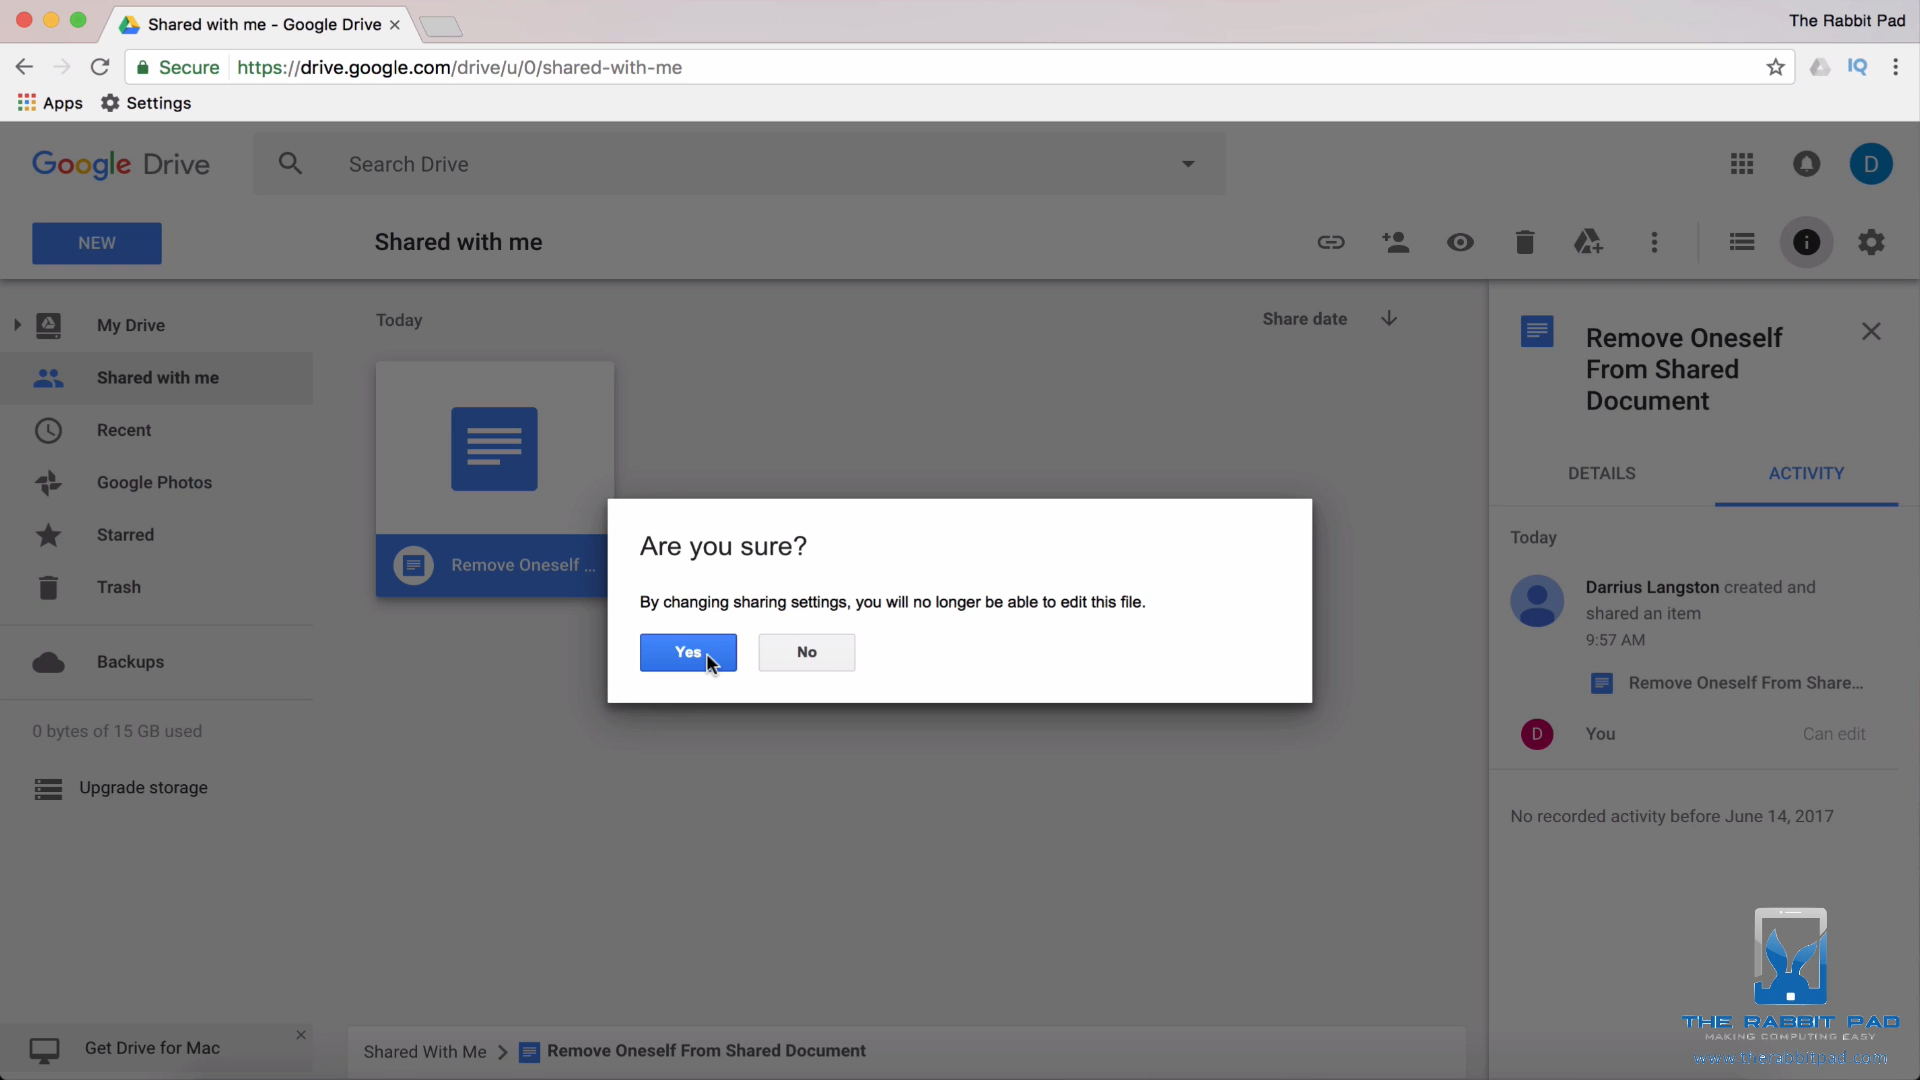 Shared with me - Google Drive
The Rabbit Pad
Secure
https://drive.google.com/drive/u/0/shared-with-me
IQ
Apps
Settings
Google Drive
Search Drive
D
NEW
Shared with me
My Drive
Shared with me
Recent
Google Photos
Starred
Trash
Backups
0 bytes of 15 GB used
Upgrade storage
Get Drive for Mac
Today
Share date
Remove Oneself ...
Are you sure?
By changing sharing settings, you will no longer be able to edit this file.
Yes
No
Shared With Me
Remove Oneself From Shared Document
Remove Oneself
From Shared
Document
DETAILS
ACTIVITY
Today
Darrius Langston created and
shared an item
9:57 AM
Remove Oneself From Share...
D
You
Can edit
No recorded activity before June 14, 2017
THE RABBIT PAD
MAKING COMPUTING EASY
www.therabbitpad.com